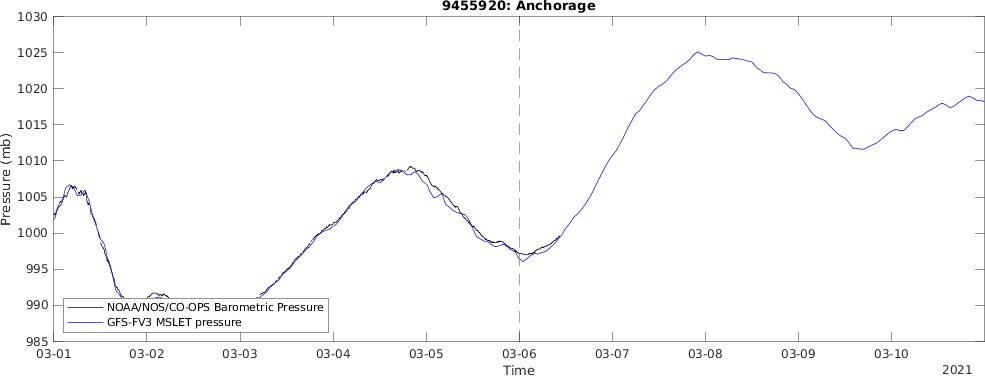 9455920: Anchorage
Pressure (mb)
1030
1025
1020
1015
1010
1005
1000
995
990
985
NOAA/NOS/CO-OPS Barometric Pressure
GFS-FV3 MSLET pressure
03-01 03-02 03-03 03-04 03-05 03-06 03-07 03-08 03-09 03-10
Time
2021